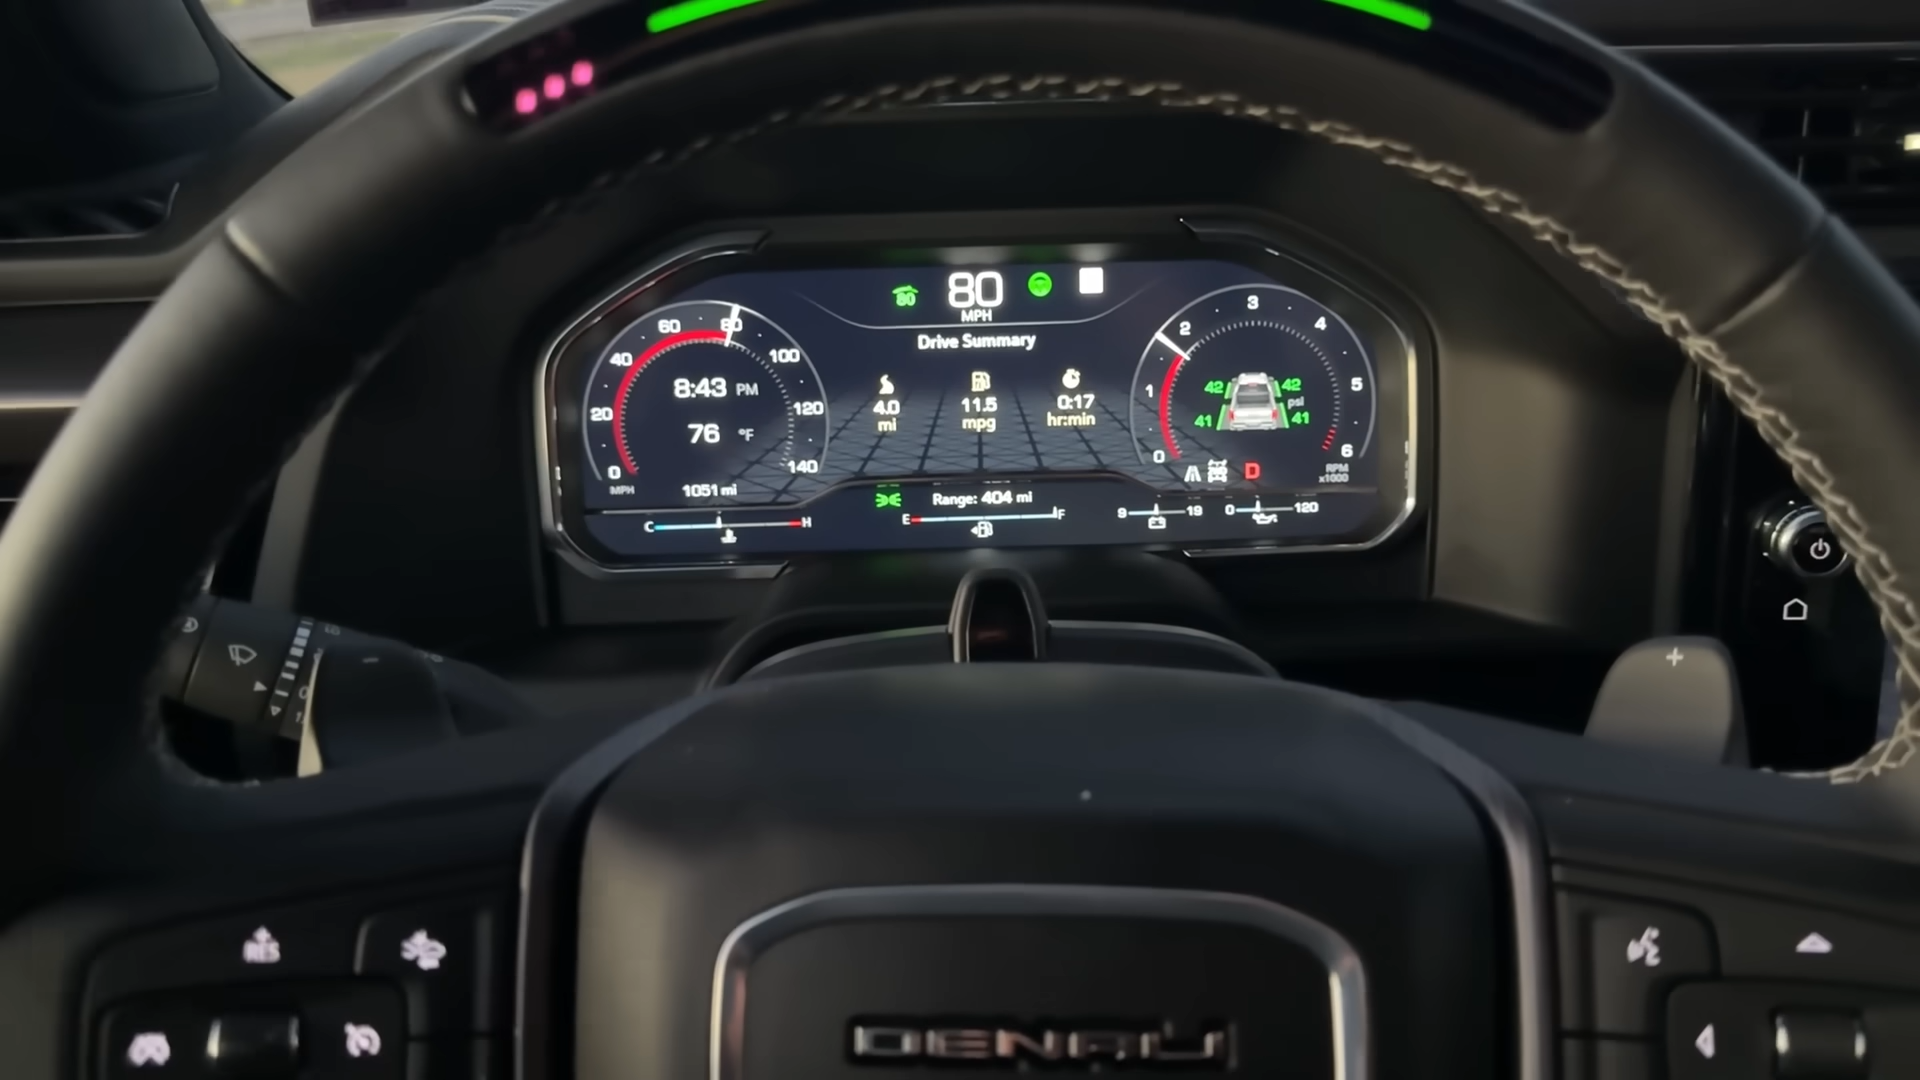 80 80
MPH
Drive Summary
60 80
40 100
20 120
0 140
MPH
8:43 PM
76 °F
1051 mi
4.0
mi
11.5
mpg
0:17
hr:min
0 1 2 3 4 5 6
42 42
psi
41 41
D
RPM
x1000
Range: 404 mi
C H
E F
9 19
0 120
+
RES
DENALI